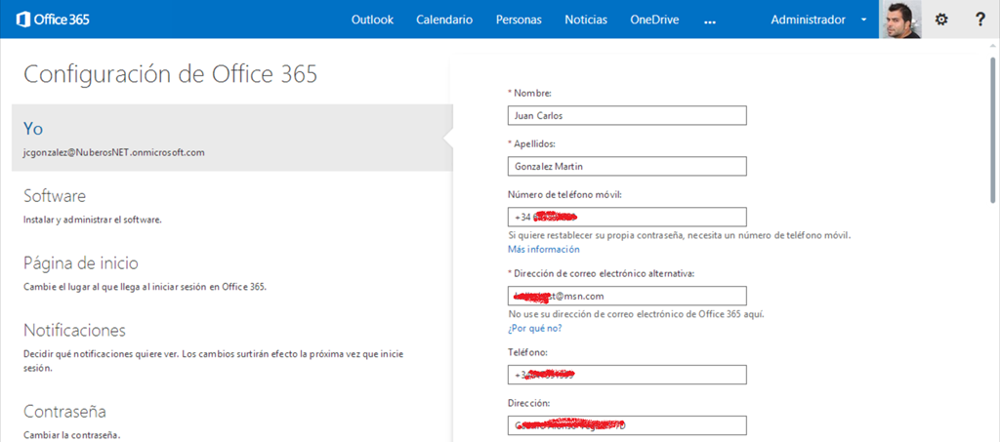 Office 365
Outlook Calendario Personas Noticias OneDrive ... Administrador ?
Configuración de Office 365
Yo
jcgonzalez@NuberosNET.onmicrosoft.com
Software
Instalar y administrar el software.
Página de inicio
Cambie el lugar al que llega al iniciar sesión en Office 365.
Notificaciones
Decidir qué notificaciones quiere ver. Los cambios surtirán efecto la próxima vez que inicie
sesión.
Contraseña
Cambiar la contraseña.
* Nombre:
Juan Carlos
* Apellidos:
Gonzalez Martin
Número de teléfono móvil:
+34
Si quiere restablecer su propia contraseña, necesita un número de teléfono móvil.
Más información
* Dirección de correo electrónico alternativa:
st@msn.com
No use su dirección de correo electrónico de Office 365 aquí.
¿Por qué no?
Teléfono:
Dirección: